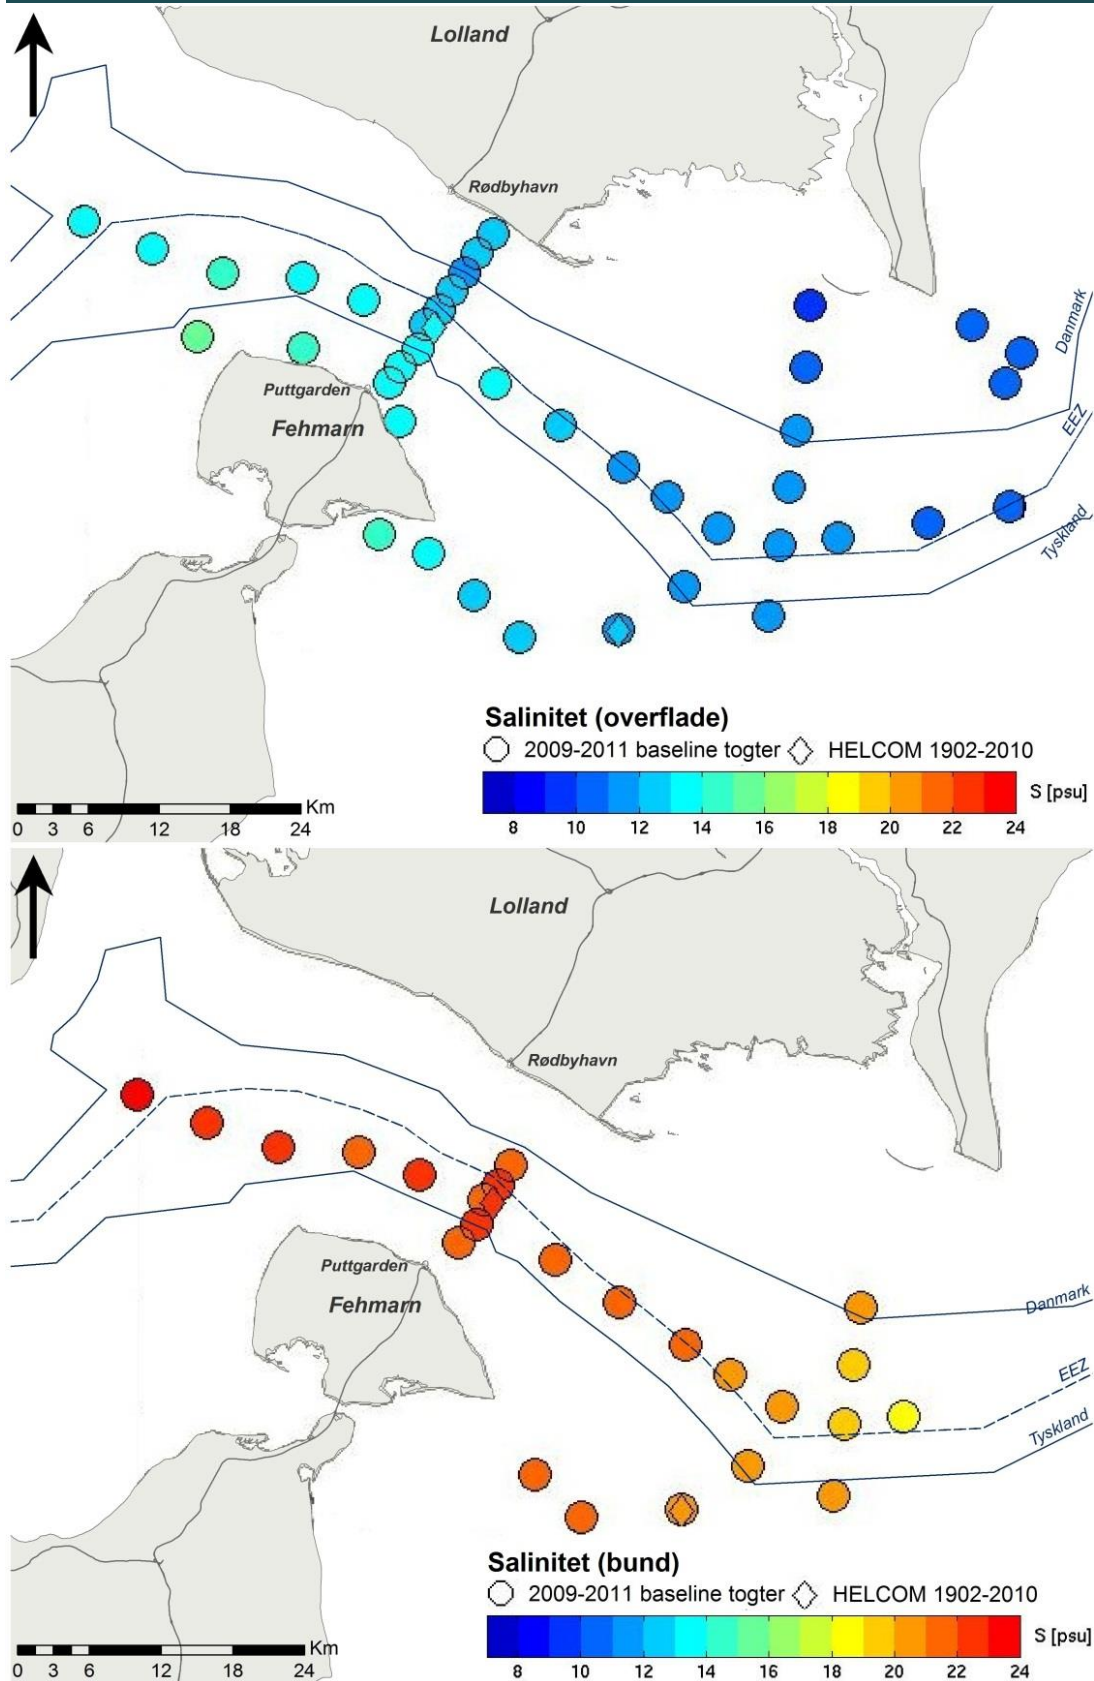 Lolland
Rødbyhavn
Puttgarden
Fehmarn
Danmark
EEZ
Tyskland
Salinitet (overflade)
2009-2011 baseline togter HELCOM 1902-2010
S [psu]
8 10 12 14 16 18 20 22 24
Km
0 3 6 12 18 24
Lolland
Rødbyhavn
Puttgarden
Fehmarn
Danmark
EEZ
Tyskland
Salinitet (bund)
2009-2011 baseline togter HELCOM 1902-2010
S [psu]
8 10 12 14 16 18 20 22 24
Km
0 3 6 12 18 24